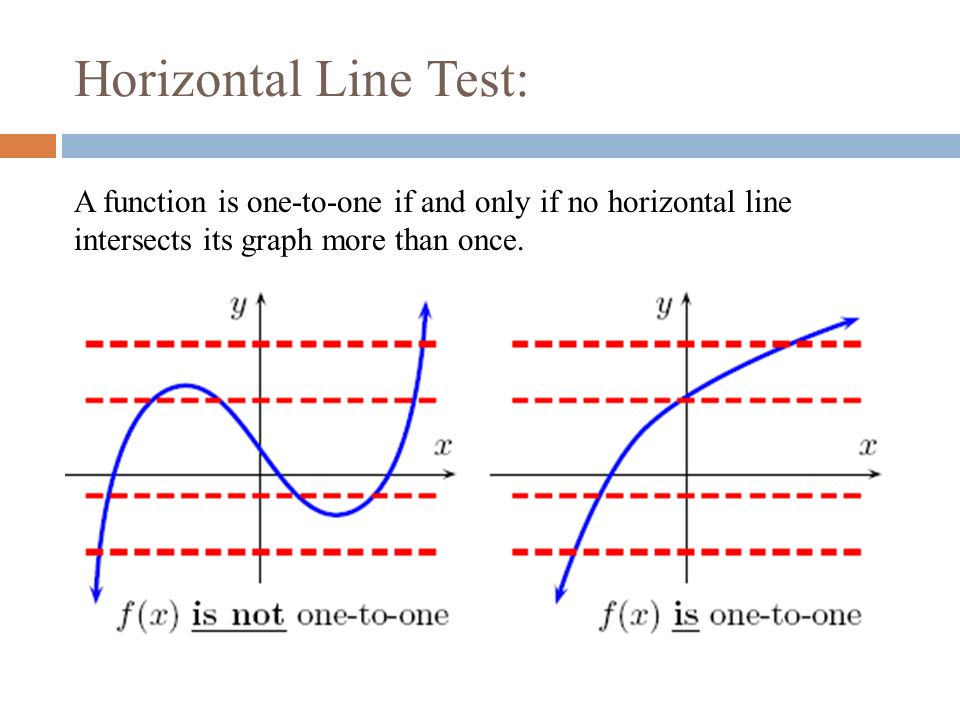 Horizontal Line Test:
A function is one-to-one if and only if no horizontal line
intersects its graph more than once.
y
x
f(x) is not one-to-one
y
x
f(x) is one-to-one